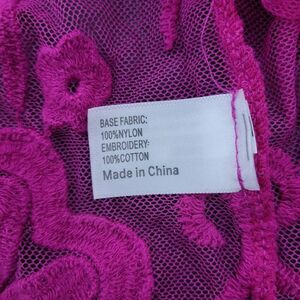 BASE FABRIC:
100%NYLON
EMBROIDERY:
100%COTTON
Made in China